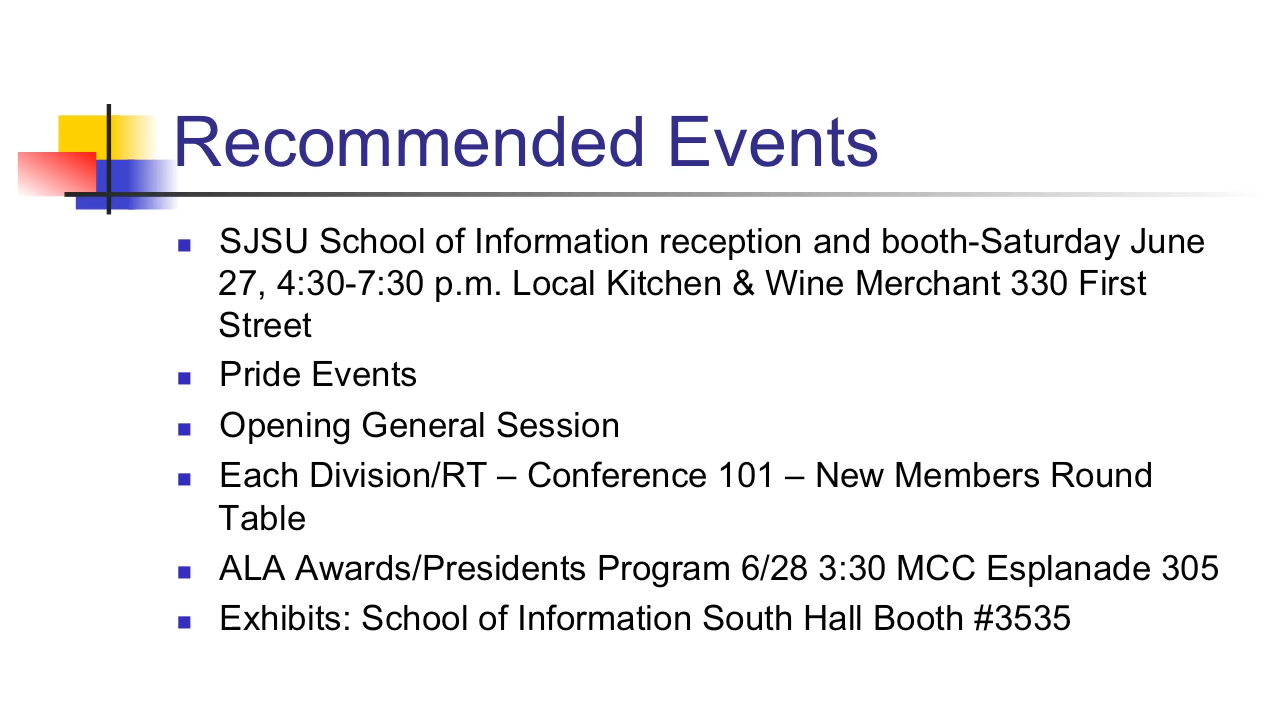 Recommended Events
SJSU School of Information reception and booth-Saturday June
27, 4:30-7:30 p.m. Local Kitchen & Wine Merchant 330 First
Street
Pride Events
Opening General Session
Each Division/RT – Conference 101 – New Members Round
Table
ALA Awards/Presidents Program 6/28 3:30 MCC Esplanade 305
Exhibits: School of Information South Hall Booth #3535